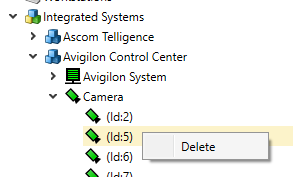 Integrated Systems
Ascom Telligence
Avigilon Control Center
Avigilon System
Camera
(Id:2)
(Id:5)
Delete
(Id:6)
(Id:7)